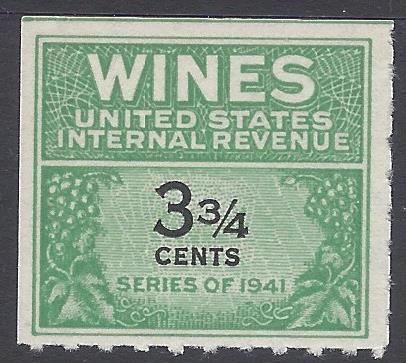 WINES
UNITED STATES
INTERNAL REVENUE
3 3/4
CENTS
SERIES OF 1941